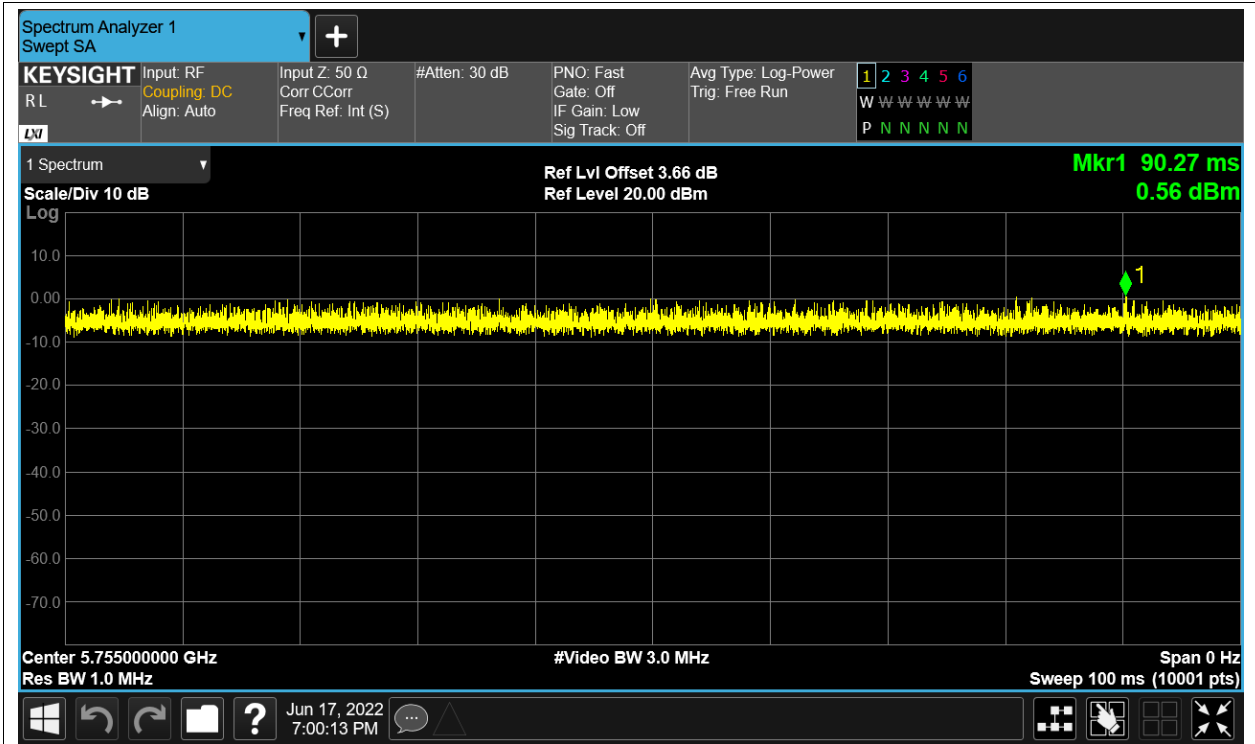 Spectrum Analyzer 1
Swept SA
KEYSIGHT
R L
LXI
Input: RF
Coupling: DC
Align: Auto
Input Z: 50 Ω
Corr CCorr
Freq Ref: Int (S)
#Atten: 30 dB
PNO: Fast
Gate: Off
IF Gain: Low
Sig Track: Off
Avg Type: Log-Power
Trig: Free Run
1 2 3 4 5 6
W W W W W W
P N N N N N
1 Spectrum
Scale/Div 10 dB
Ref Lvl Offset 3.66 dB
Ref Level 20.00 dBm
Mkr1 90.27 ms
0.56 dBm
Log
10.0
0.00
-10.0
-20.0
-30.0
-40.0
-50.0
-60.0
-70.0
1
Center 5.755000000 GHz
Res BW 1.0 MHz
#Video BW 3.0 MHz
Span 0 Hz
Sweep 100 ms (10001 pts)
?
Jun 17, 2022
7:00:13 PM